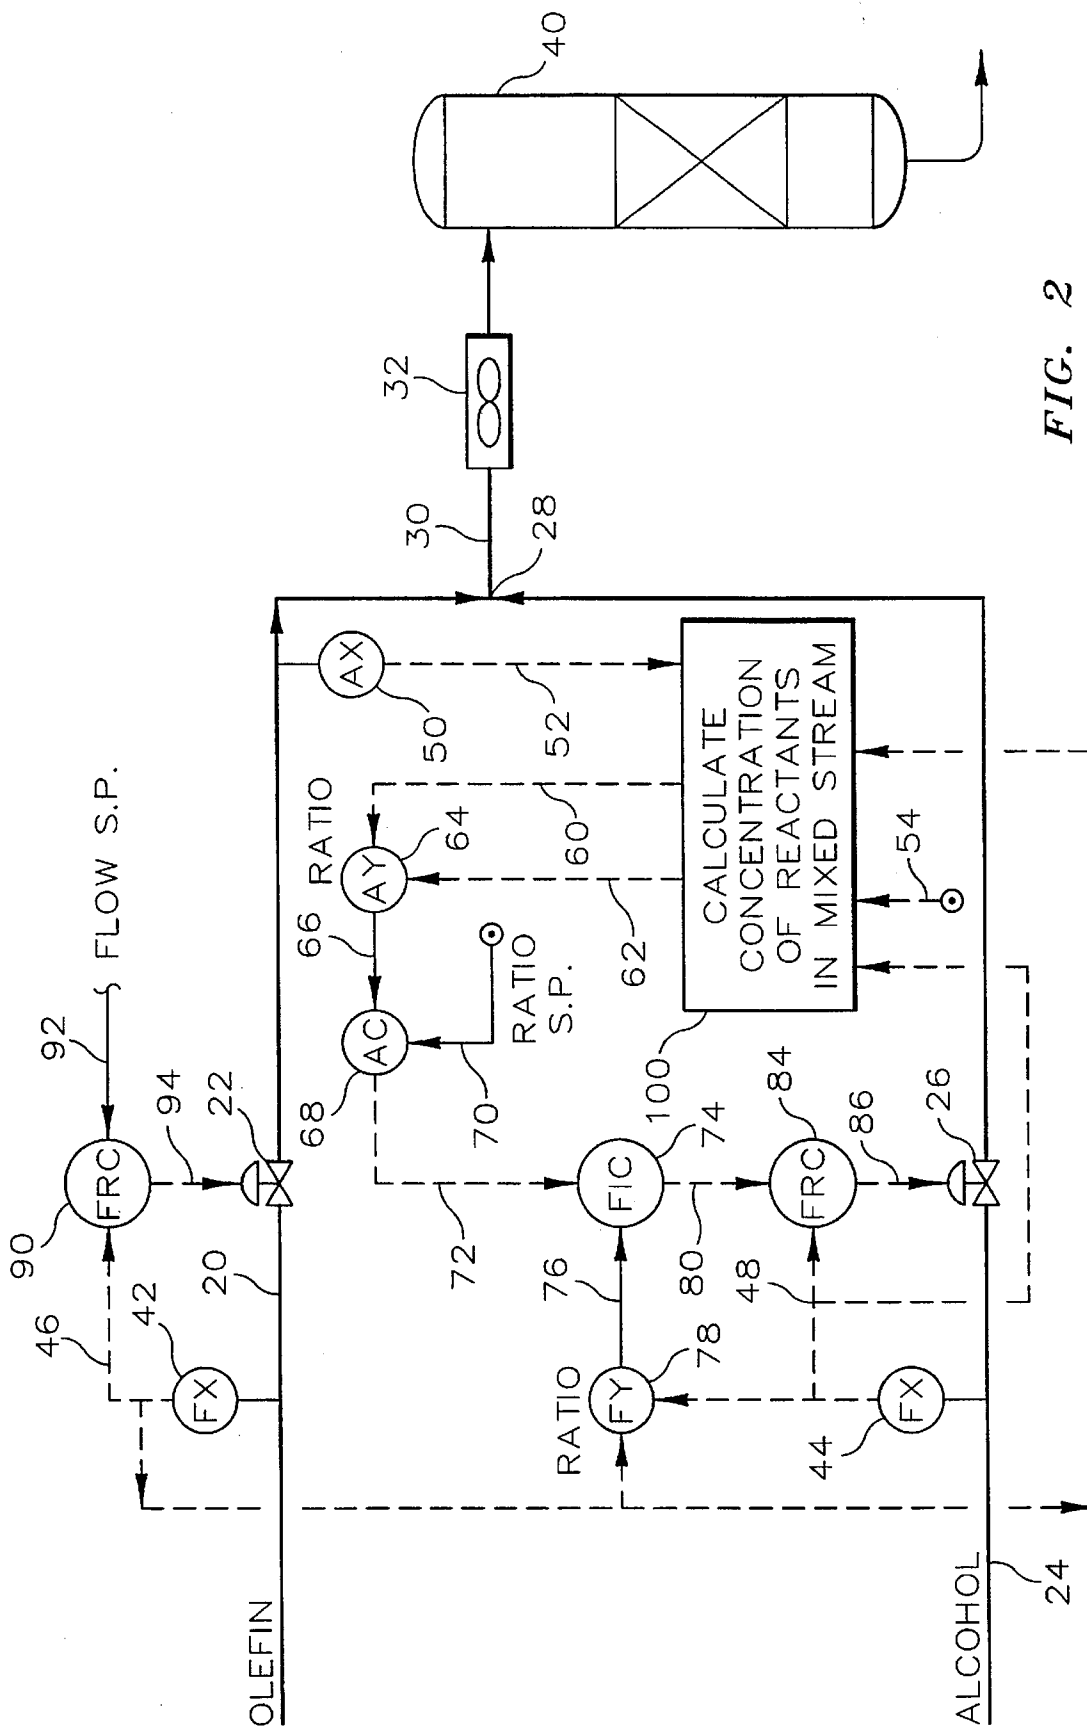 92
FLOW S.P.
90
FRC
94
46
42
FX
20
22
OLEFIN
RATIO
AY
64
66
AC
68
70
RATIO
S.P.
AX
50
52
60
62
30
28
32
40
72
100
CALCULATE
CONCENTRATION
OF REACTANTS
IN MIXED STREAM
54
RATIO
FY
78
76
FIC
74
80
FRC
84
48
86
26
FX
44
ALCOHOL
24
FIG. 2